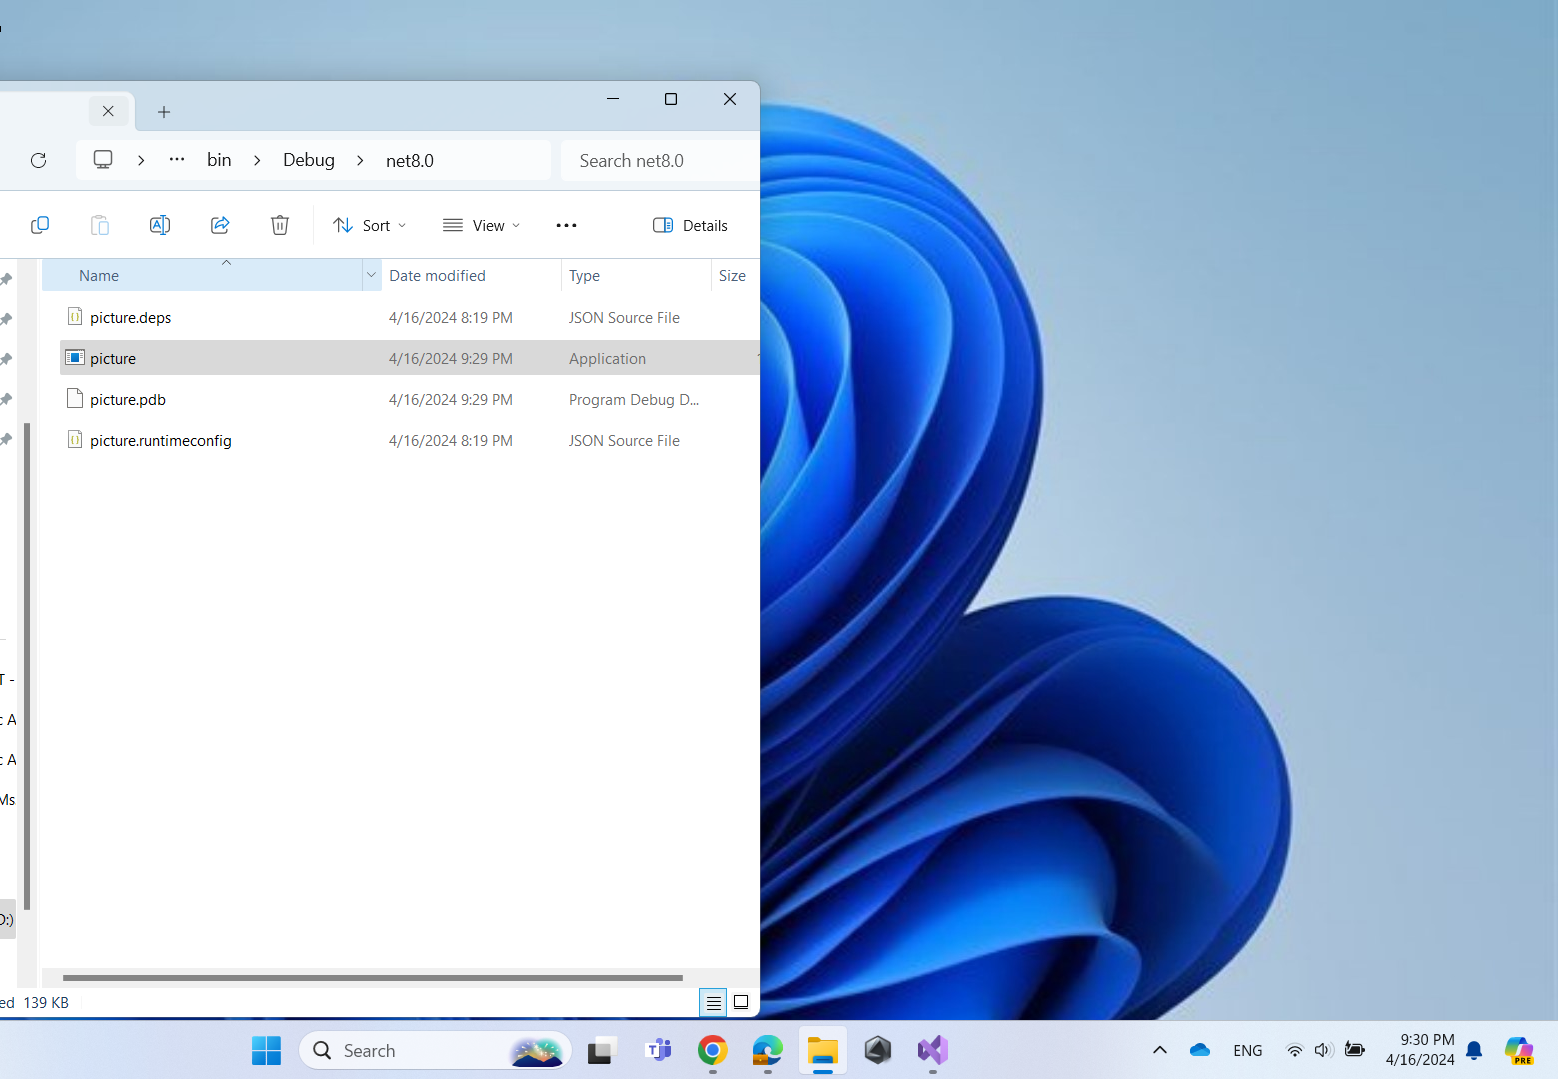 bin > Debug > net8.0
Search net8.0
Sort
View
Details
Name
Date modified
Type
Size
picture.deps
4/16/2024 8:19 PM
JSON Source File
picture
4/16/2024 9:29 PM
Application
picture.pdb
4/16/2024 9:29 PM
Program Debug D...
picture.runtimeconfig
4/16/2024 8:19 PM
JSON Source File
T -
c A
c A
Ms
D:)
ed 139 KB
Search
ENG
9:30 PM
4/16/2024
PRE